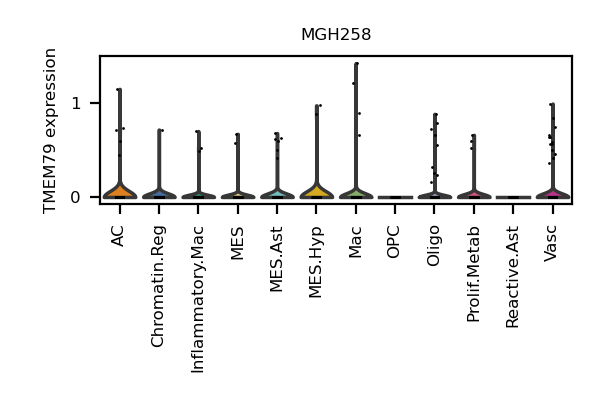 MGH258
TMEM79 expression
1
0
AC
Chromatin.Reg
Inflammatory.Mac
MES
MES.Ast
MES.Hyp
Mac
OPC
Oligo
Prolif.Metab
Reactive.Ast
Vasc